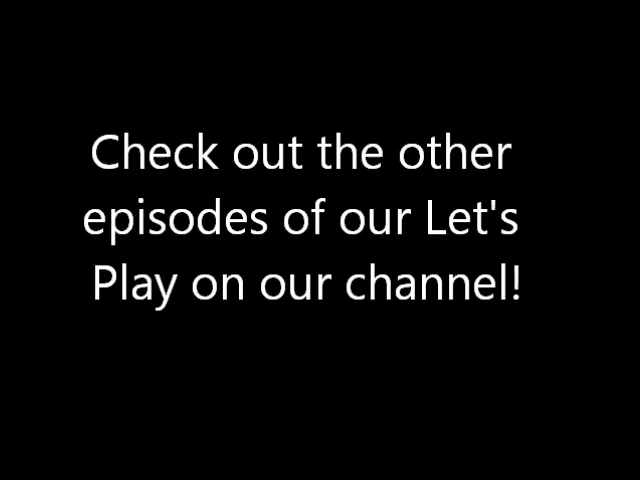 Check out the other
episodes of our Let's
Play on our channel!